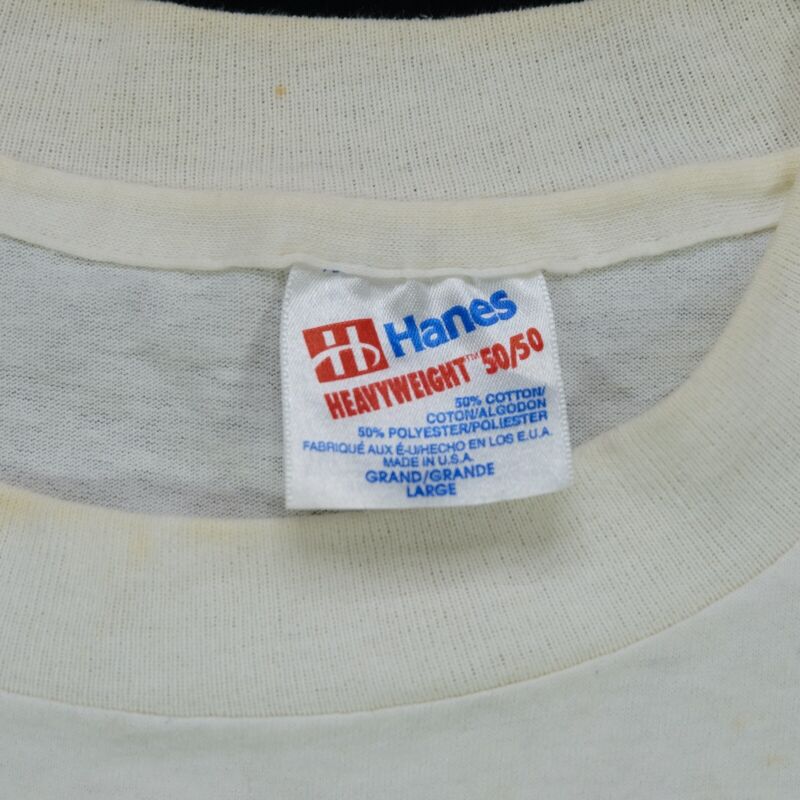 H Hanes
HEAVYWEIGHT™ 50/50
50% COTTON/
COTON/ALGODON
50% POLYESTER/POLIESTER
FABRIQUÉ AUX É-U/HECHO EN LOS E.U.A.
MADE IN U.S.A.
GRAND/GRANDE
LARGE